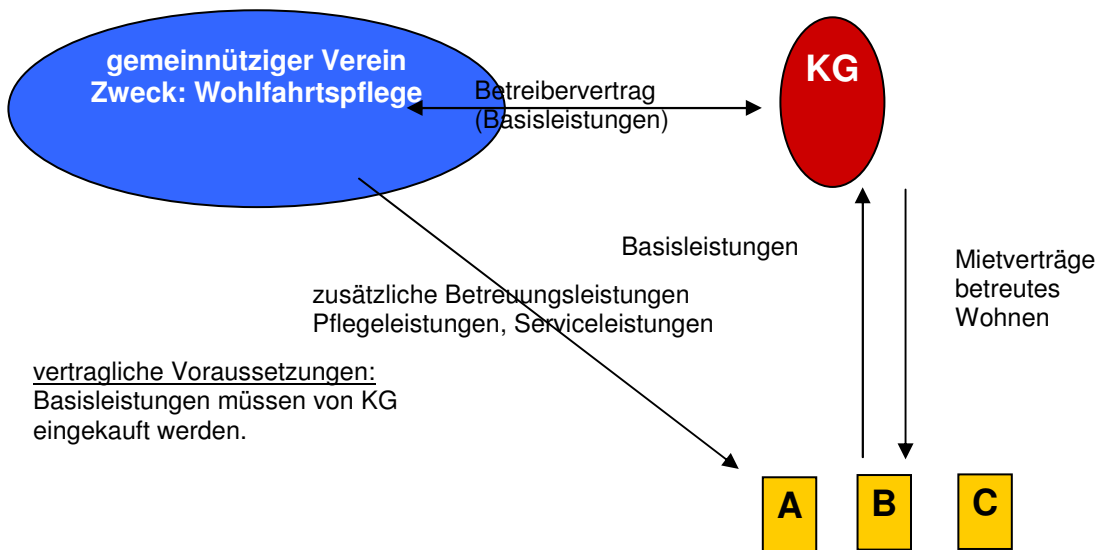 gemeinnütziger Verein
Zweck: Wohlfahrtspflege
KG
Betreibervertrag
(Basisleistungen)
Basisleistungen
Mietverträge
betreutes
Wohnen
zusätzliche Betreuungsleistungen
Pflegeleistungen, Serviceleistungen
vertragliche Voraussetzungen:
Basisleistungen müssen von KG
eingekauft werden.
A
B
C